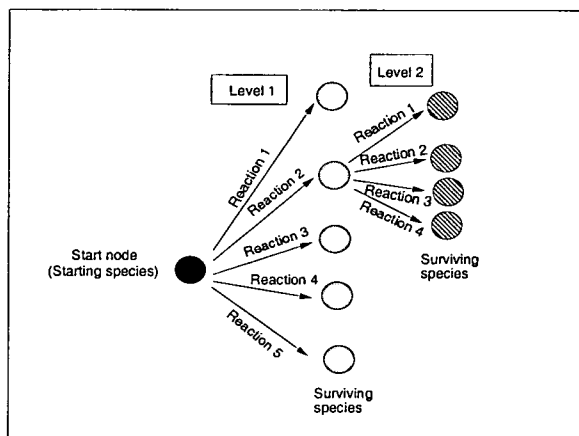 Level 1
Level 2
Reaction 1
Reaction 2
Reaction 3
Reaction 4
Reaction 5
Reaction 1
Reaction 2
Reaction 3
Reaction 4
Start node
(Starting species)
Surviving
species
Surviving
species